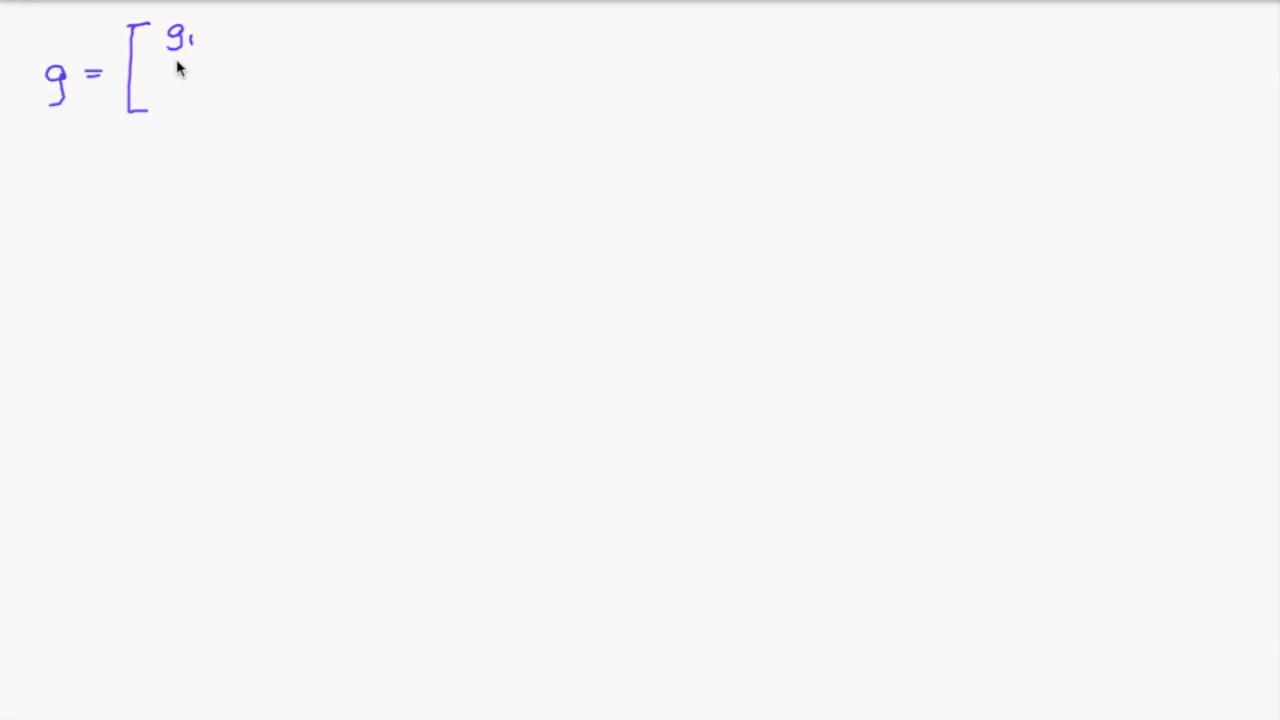 g = [ g₁